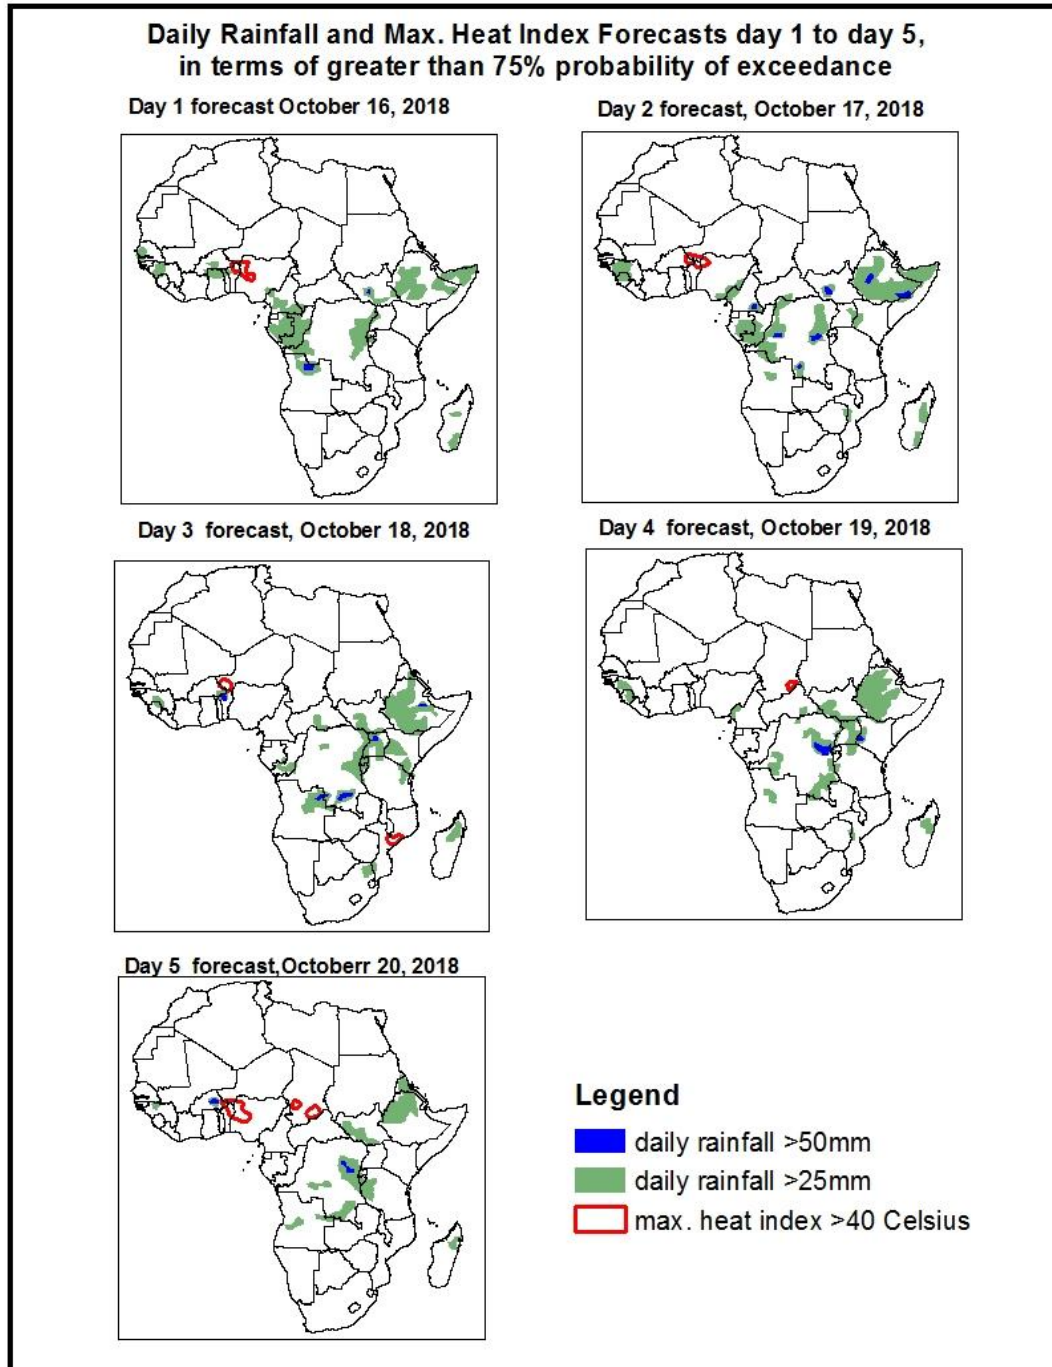 Daily Rainfall and Max. Heat Index Forecasts day 1 to day 5,
in terms of greater than 75% probability of exceedance
Day 1 forecast October 16, 2018
Day 2 forecast, October 17, 2018
Day 3 forecast, October 18, 2018
Day 4 forecast, October 19, 2018
Day 5 forecast,Octoberr 20, 2018
Legend
daily rainfall >50mm
daily rainfall >25mm
max. heat index >40 Celsius